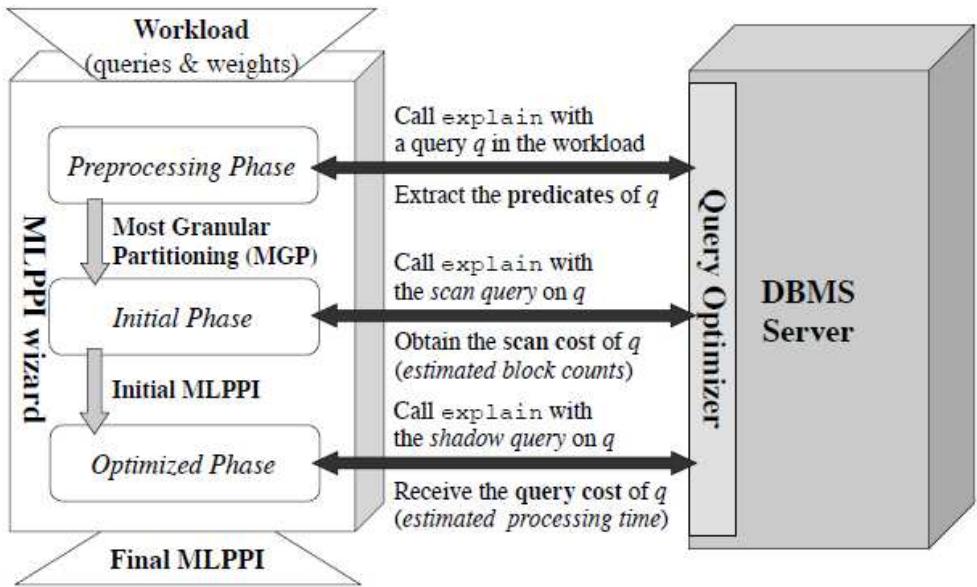 Workload
(queries & weights)
MLPPI wizard
Preprocessing Phase
Most Granular
Partitioning (MGP)
Initial Phase
Initial MLPPI
Optimized Phase
Final MLPPI
Call explain with
a query q in the workload
Extract the predicates of q
Call explain with
the scan query on q
Obtain the scan cost of q
(estimated block counts)
Call explain with
the shadow query on q
Receive the query cost of q
(estimated processing time)
Query Optimizer
DBMS
Server